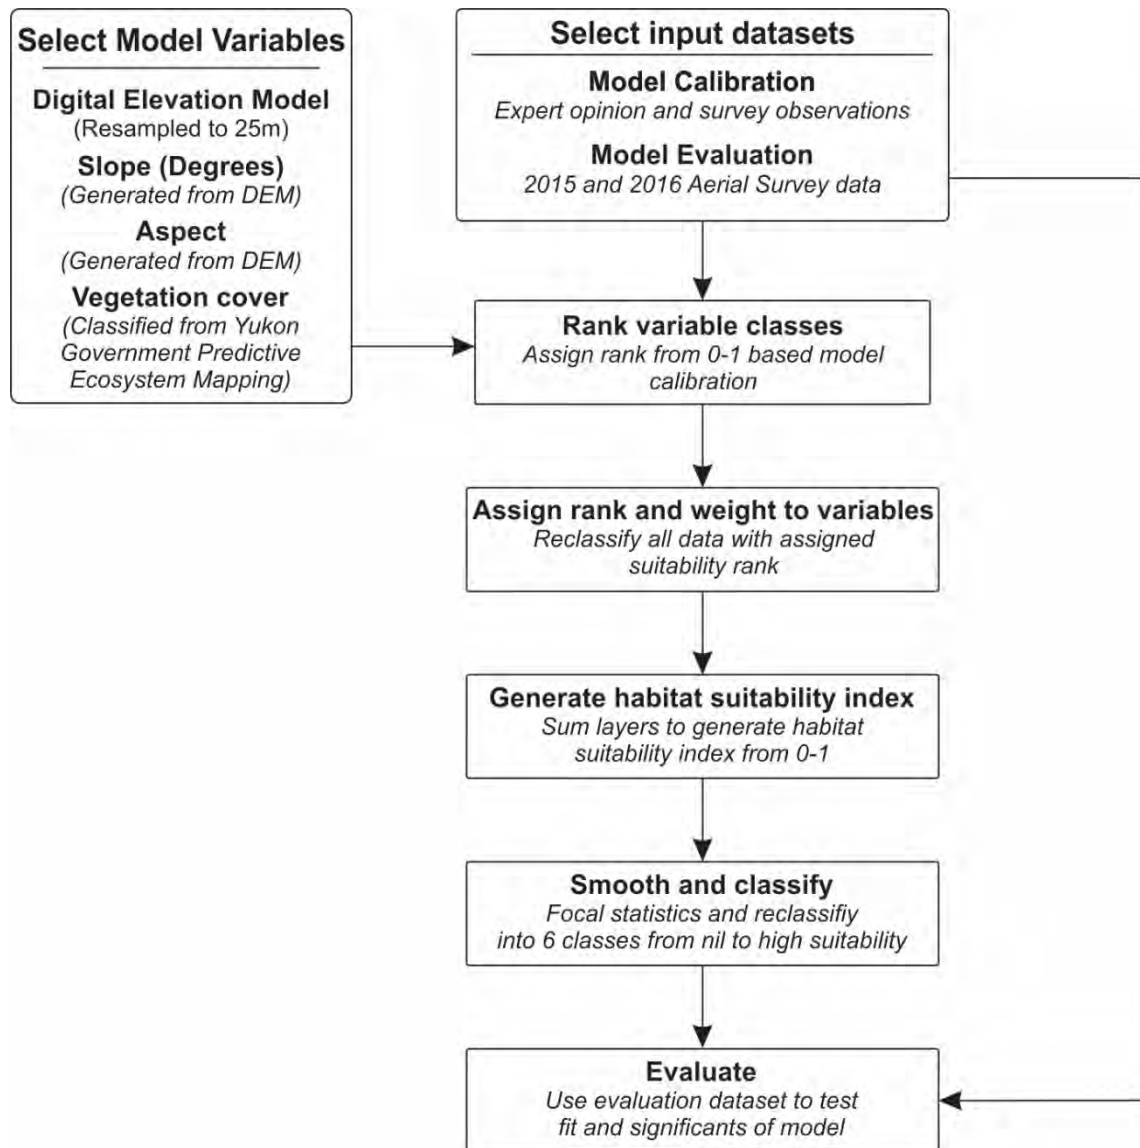 Select Model Variables
Digital Elevation Model
(Resampled to 25m)
Slope (Degrees)
(Generated from DEM)
Aspect
(Generated from DEM)
Vegetation cover
(Classified from Yukon
Government Predictive
Ecosystem Mapping)
Select input datasets
Model Calibration
Expert opinion and survey observations
Model Evaluation
2015 and 2016 Aerial Survey data
Rank variable classes
Assign rank from 0-1 based model
calibration
Assign rank and weight to variables
Reclassify all data with assigned
suitability rank
Generate habitat suitability index
Sum layers to generate habitat
suitability index from 0-1
Smooth and classify
Focal statistics and reclassifiy
into 6 classes from nil to high suitability
Evaluate
Use evaluation dataset to test
fit and significants of model